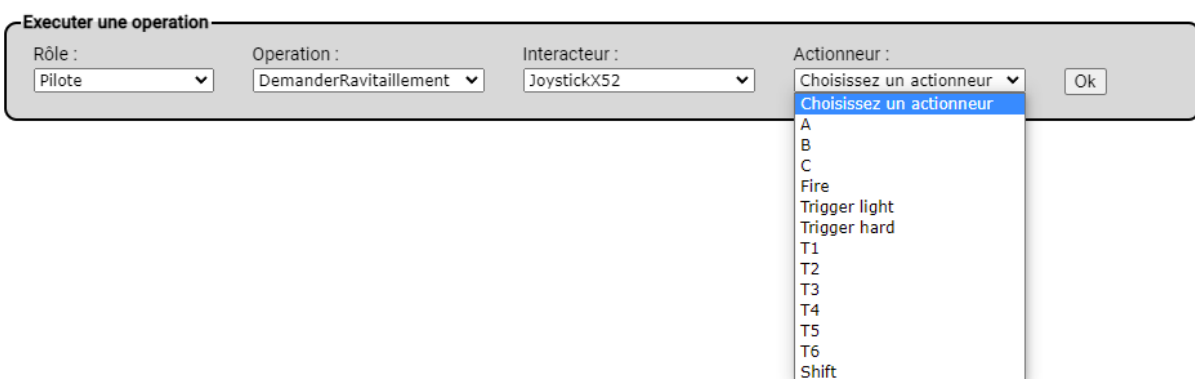 Executer une operation
Rôle : Operation : Interacteur : Actionneur :
Pilote DemanderRavitaillement JoystickX52 Choisissez un actionneur Ok
Choisissez un actionneur
A
B
C
Fire
Trigger light
Trigger hard
T1
T2
T3
T4
T5
T6
Shift